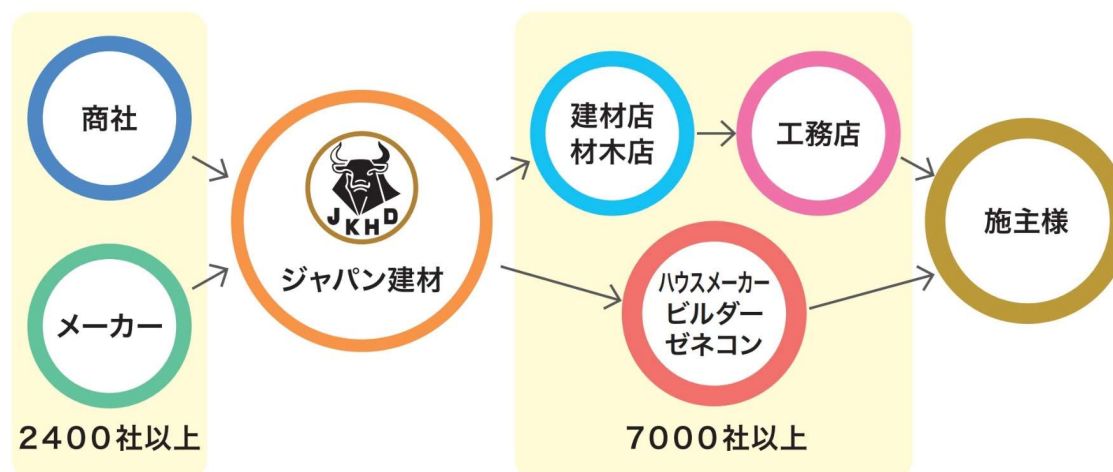 商社
メーカー
2400社以上
JKHD
ジャパン建材
建材店
材木店
工務店
ハウスメーカー
ビルダー
ゼネコン
7000社以上
施主様